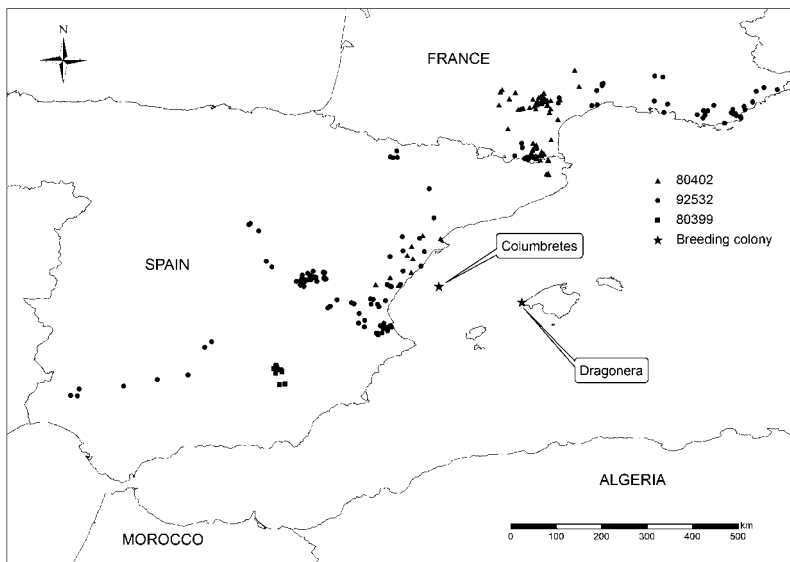 N
FRANCE
80402
92532
80399
Breeding colony
Columbretes
SPAIN
Dragonera
ALGERIA
MOROCCO
km
0 100 200 300 400 500